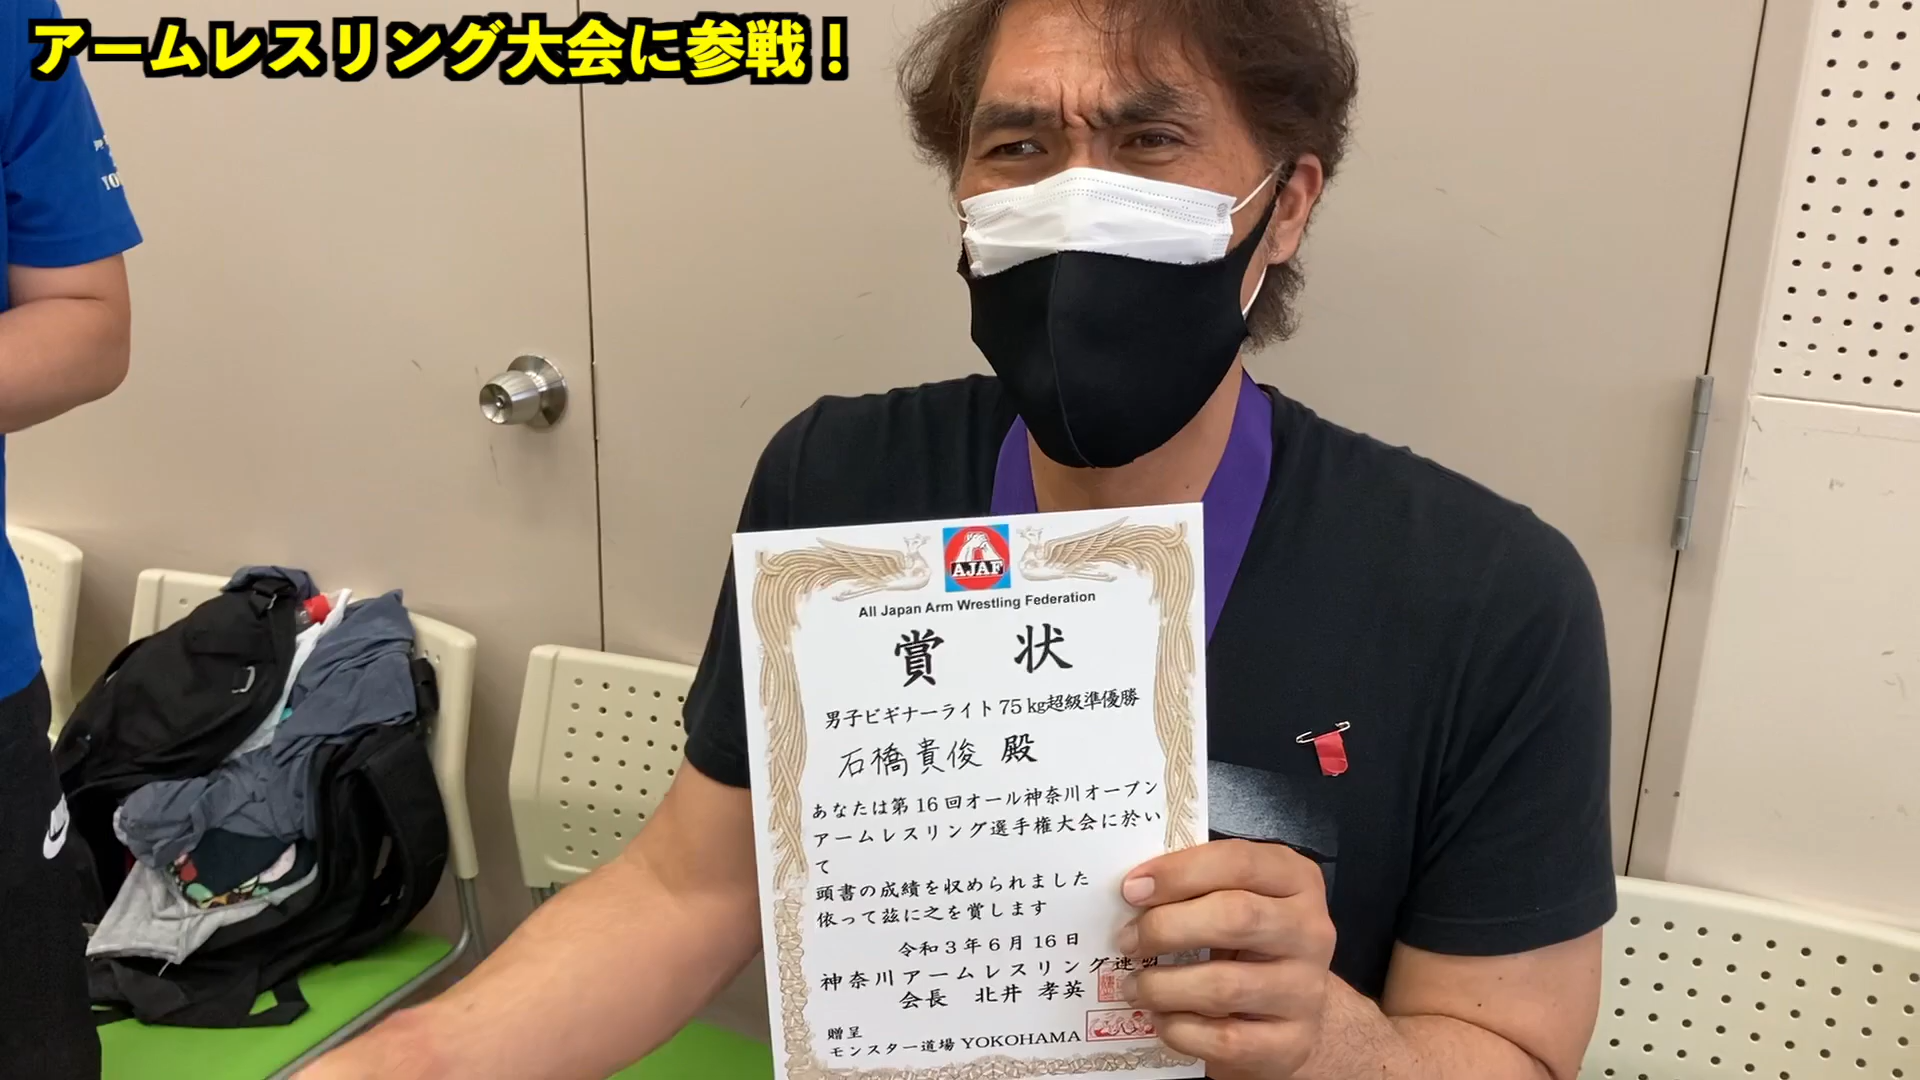 アームレスリング大会に参戦！
AJAF
All Japan Arm Wrestling Federation
賞 状
男子ビギナーライト75㎏超級準優勝
石橋貴俊 殿
あなたは第16回オール神奈川オープン
アームレスリング選手権大会に於い
て
頭書の成績を収められました
依って茲に之を賞します
令和3年6月16日
神奈川アームレスリング連盟
会長 北井 孝英
贈呈
モンスター道場 YOKOHAMA